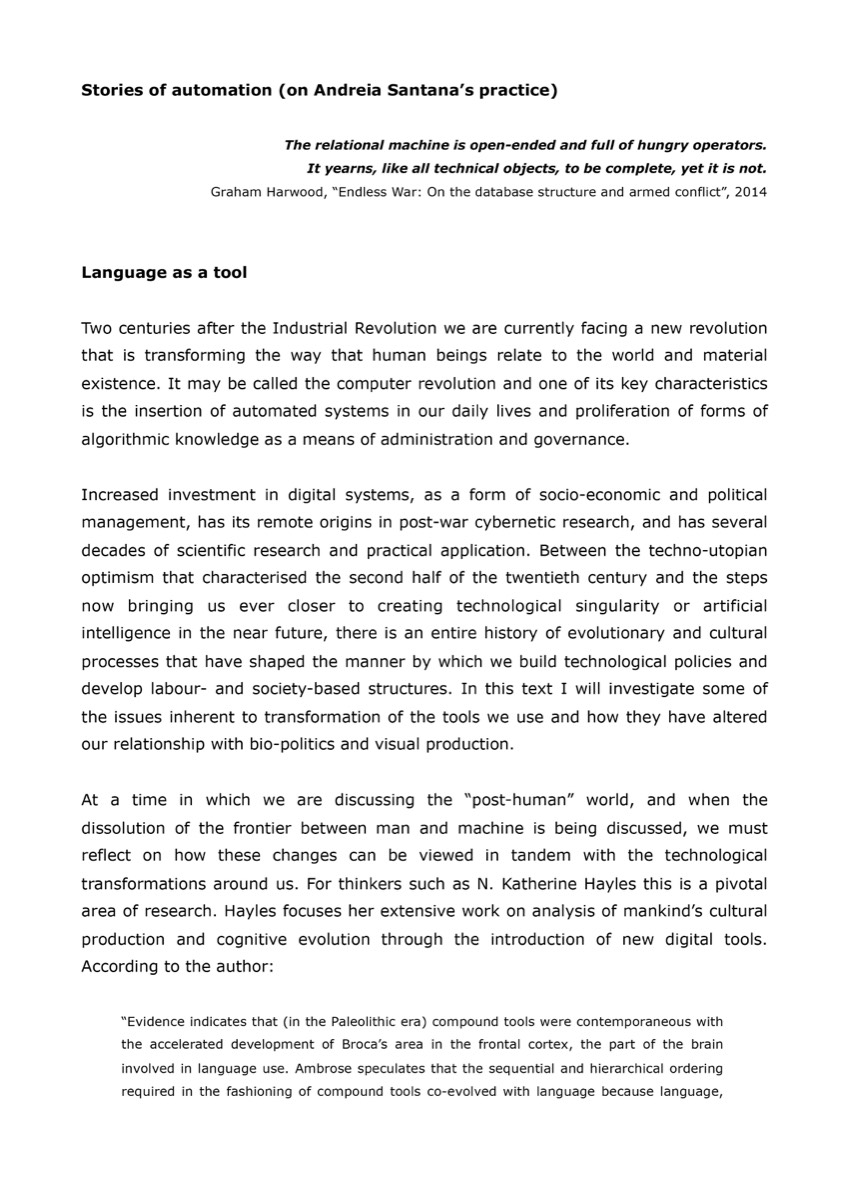 Stories of automation (on Andreia Santana’s practice)
The relational machine is open-ended and full of hungry operators.
It yearns, like all technical objects, to be complete, yet it is not.
Graham Harwood, “Endless War: On the database structure and armed conflict”, 2014
Language as a tool
Two centuries after the Industrial Revolution we are currently facing a new revolution
that is transforming the way that human beings relate to the world and material
existence. It may be called the computer revolution and one of its key characteristics
is the insertion of automated systems in our daily lives and proliferation of forms of
algorithmic knowledge as a means of administration and governance.
Increased investment in digital systems, as a form of socio-economic and political
management, has its remote origins in post-war cybernetic research, and has several
decades of scientific research and practical application. Between the techno-utopian
optimism that characterised the second half of the twentieth century and the steps
now bringing us ever closer to creating technological singularity or artificial
intelligence in the near future, there is an entire history of evolutionary and cultural
processes that have shaped the manner by which we build technological policies and
develop labour- and society-based structures. In this text I will investigate some of
the issues inherent to transformation of the tools we use and how they have altered
our relationship with bio-politics and visual production.
At a time in which we are discussing the “post-human” world, and when the
dissolution of the frontier between man and machine is being discussed, we must
reflect on how these changes can be viewed in tandem with the technological
transformations around us. For thinkers such as N. Katherine Hayles this is a pivotal
area of research. Hayles focuses her extensive work on analysis of mankind’s cultural
production and cognitive evolution through the introduction of new digital tools.
According to the author:
“Evidence indicates that (in the Paleolithic era) compound tools were contemporaneous with
the accelerated development of Broca’s area in the frontal cortex, the part of the brain
involved in language use. Ambrose speculates that the sequential and hierarchical ordering
required in the fashioning of compound tools co-evolved with language because language,